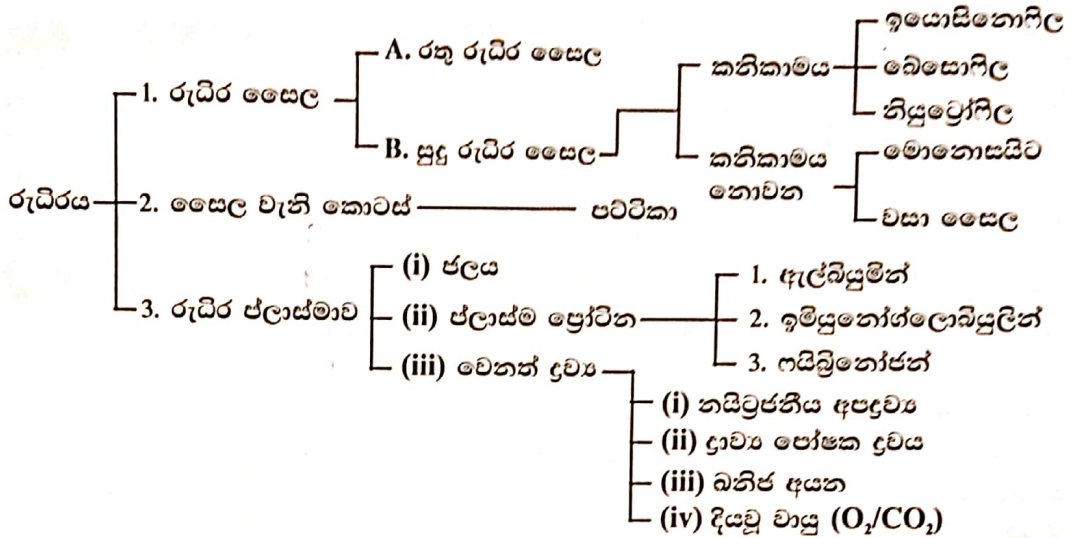 ඉයොසිනොෆිල
A. රතු රුධිර සෛල
කනිකාමය
බේසොෆිල
1. රුධිර සෛල
නියුට්‍රෝෆිල
B. සුදු රුධිර සෛල
කනිකාමය
නොවන
මොනොසයිට
රුධිරය
2. සෛල වැනි කොටස්
පට්ටිකා
වසා සෛල
(i) ජලය
1. ඇල්බියුමින්
3. රුධිර ප්ලාස්මාව
(ii) ප්ලාස්ම ප්‍රෝටීන
2. ඉමියුනෝග්ලොබියුලින්
(iii) වෙනත් ද්‍රව්‍ය
3. ෆයිබ්‍රිනෝජන්
(i) නයිට්‍රජනීය අපද්‍රව්‍ය
(ii) ද්‍රාව්‍ය පෝෂක ද්‍රවය
(iii) ඛනිජ අයන
(iv) දියවූ වායු (O₂/CO₂)